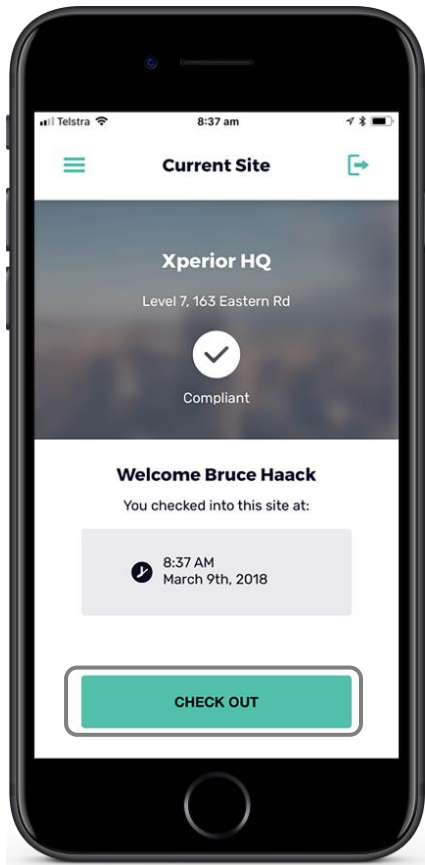 Telstra
8:37 am
Current Site
Xperior HQ
Level 7, 163 Eastern Rd
Compliant
Welcome Bruce Haack
You checked into this site at:
8:37 AM
March 9th, 2018
CHECK OUT